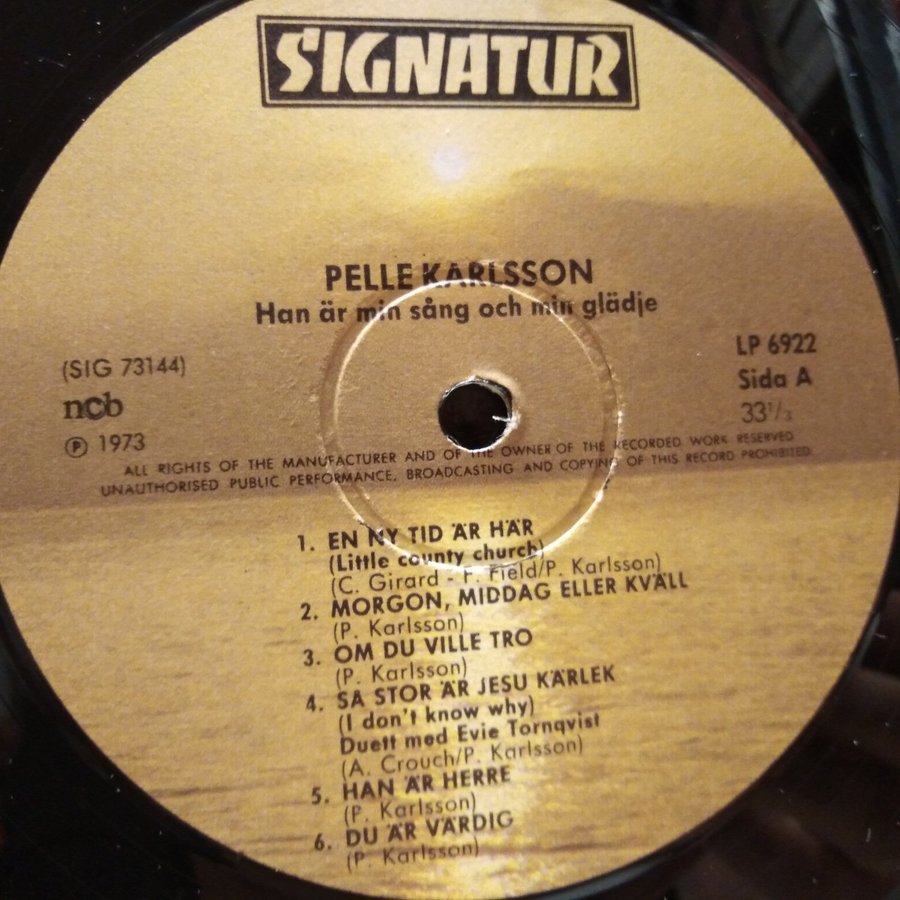 SIGNATUR
PELLE KARLSSON
Han är min sång och min glädje
(SIG 73144)
ncb
Ⓟ 1973
LP 6922
Sida A
33¹/₃
ALL RIGHTS OF THE MANUFACTURER AND OF THE OWNER OF THE RECORDED WORK RESERVED
UNAUTHORISED PUBLIC PERFORMANCE, BROADCASTING AND COPYING OF THIS RECORD PROHIBITED
1. EN NY TID ÄR HÄR
(Little county church)
(C. Girard - F. Field/P. Karlsson)
2. MORGON, MIDDAG ELLER KVÄLL
(P. Karlsson)
3. OM DU VILLE TRO
(P. Karlsson)
4. SA STOR ÄR JESU KÄRLEK
(I don't know why)
Duett med Evie Tornqvist
(A. Crouch/P. Karlsson)
5. HAN ÄR HERRE
(P. Karlsson)
6. DU ÄR VÄRDIG
(P. Karlsson)